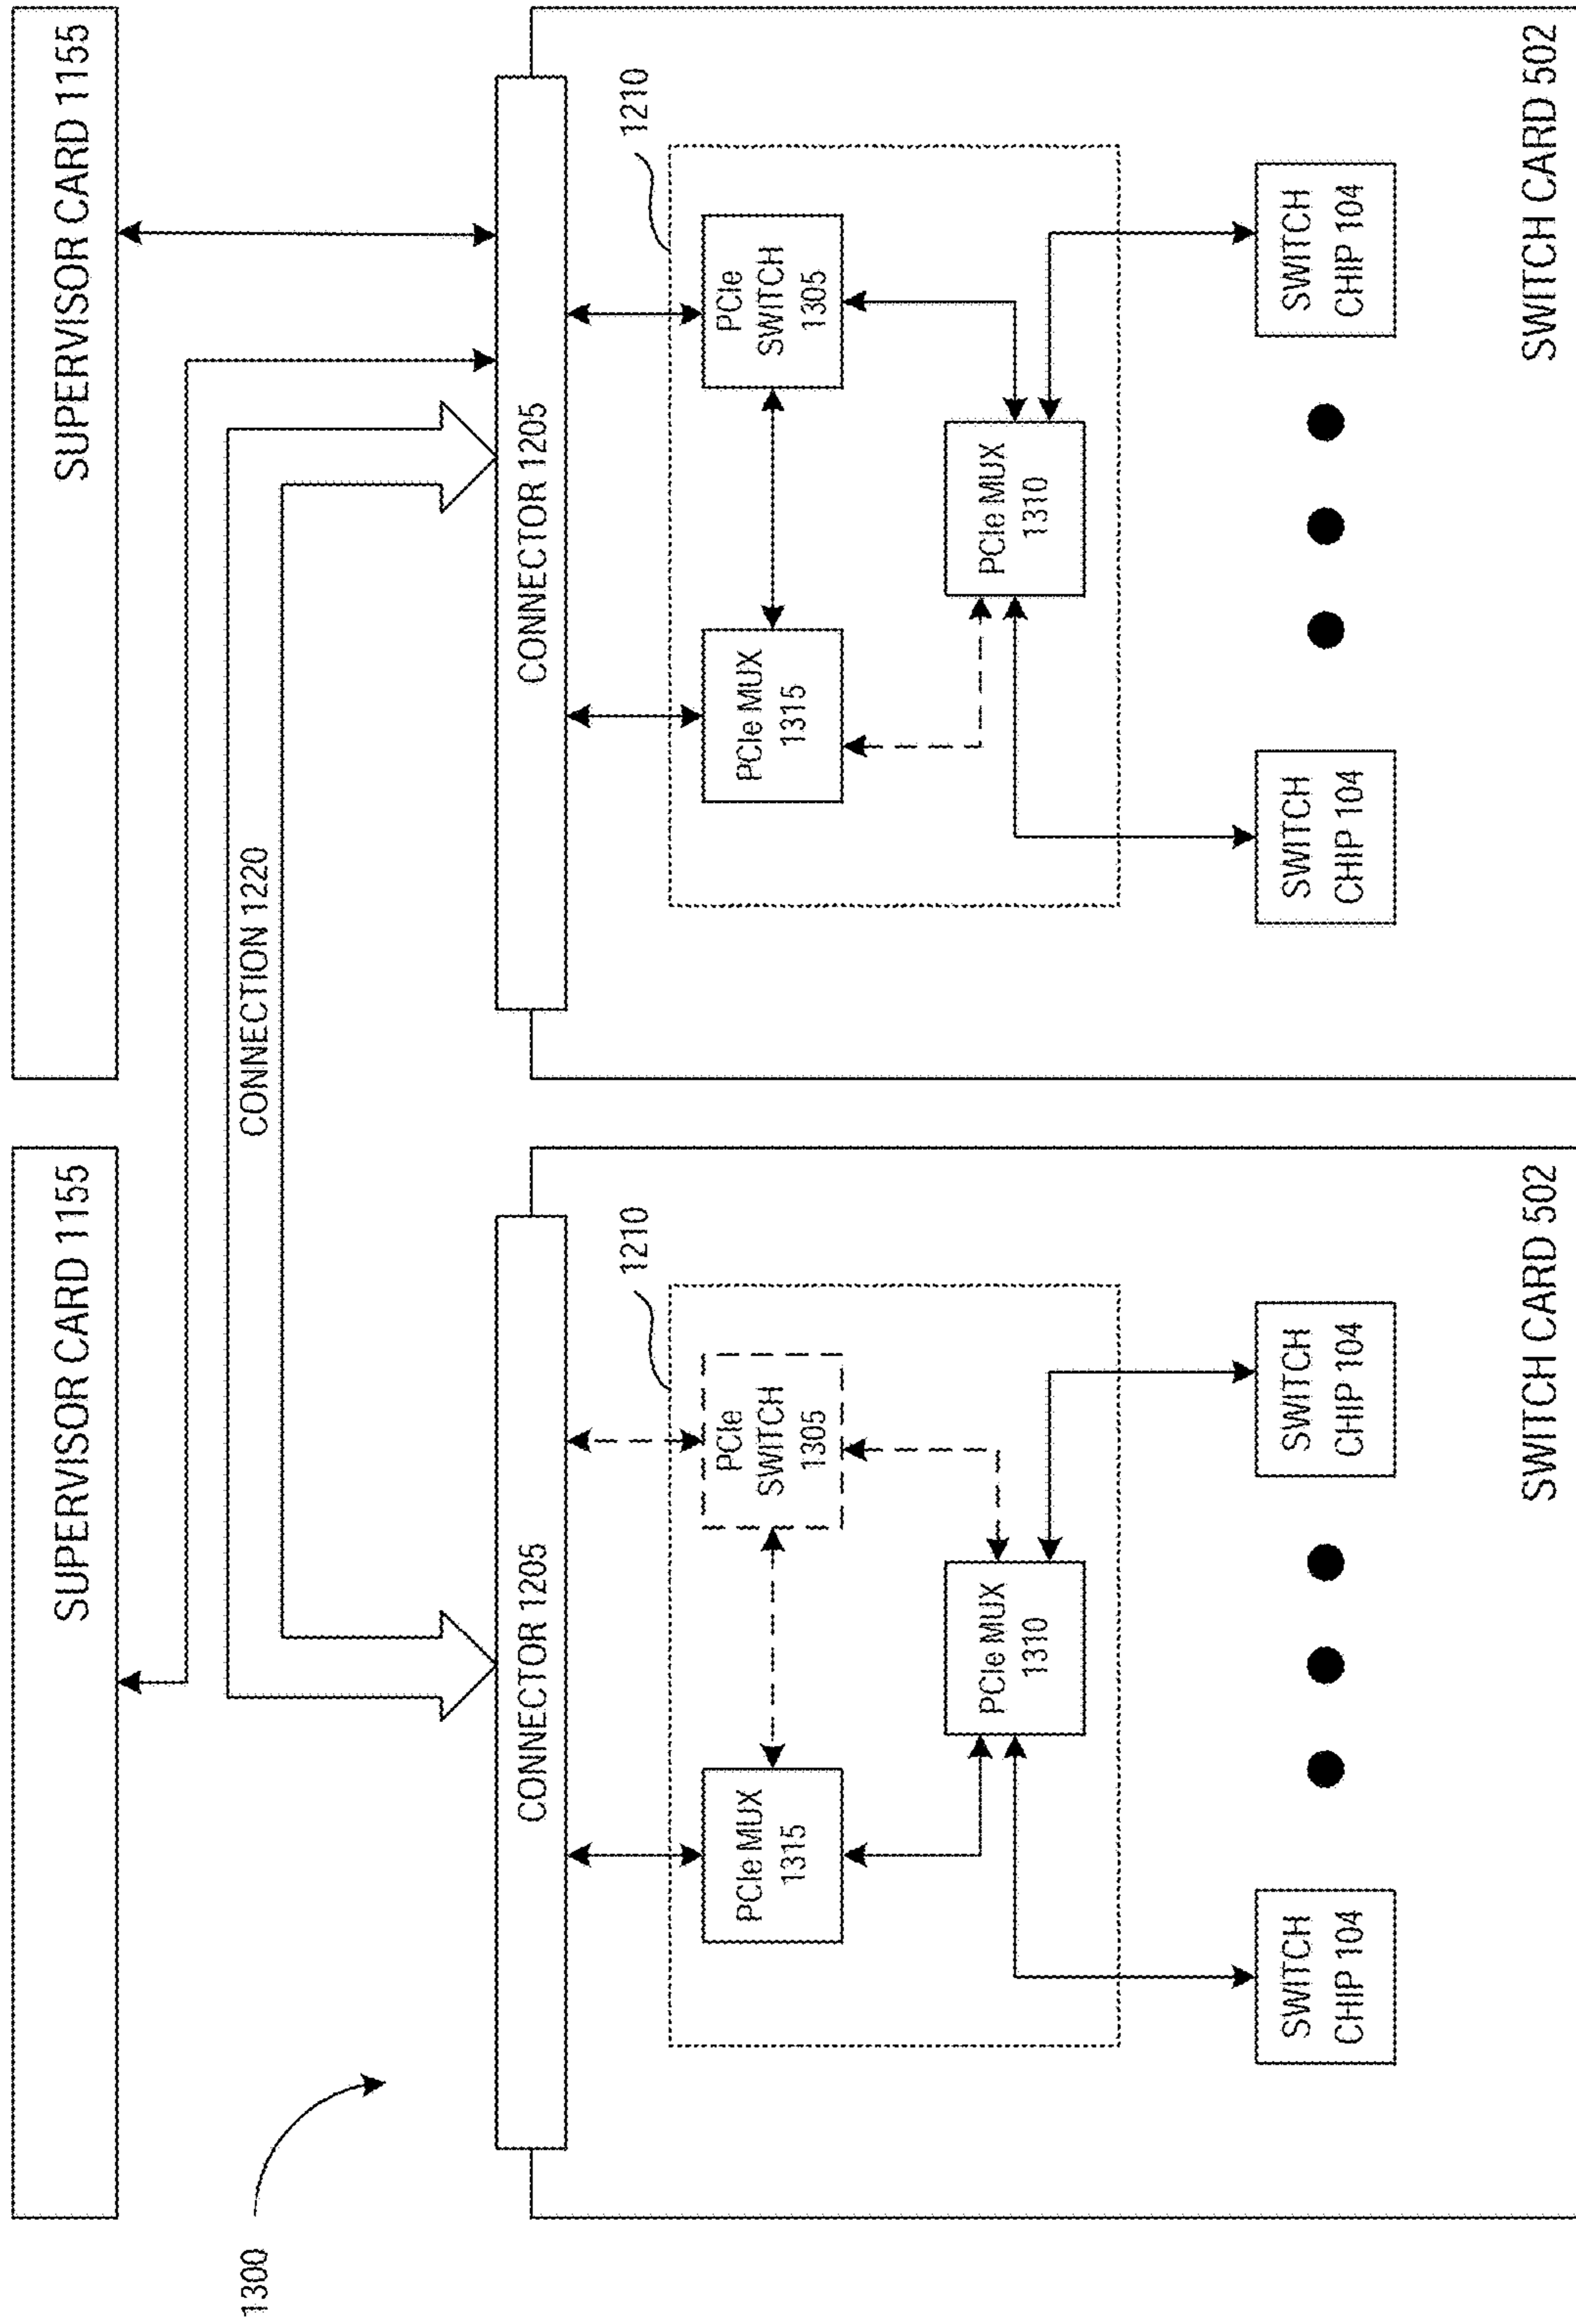 1300
SUPERVISOR CARD 1155
SUPERVISOR CARD 1155
CONNECTION 1220
CONNECTOR 1205
1210
PCIe MUX
1315
PCIe
SWITCH
1305
PCIe MUX
1310
SWITCH
CHIP 104
SWITCH
CHIP 104
SWITCH CARD 502
CONNECTOR 1205
1210
PCIe MUX
1315
PCIe
SWITCH
1305
PCIe MUX
1310
SWITCH
CHIP 104
SWITCH
CHIP 104
SWITCH CARD 502